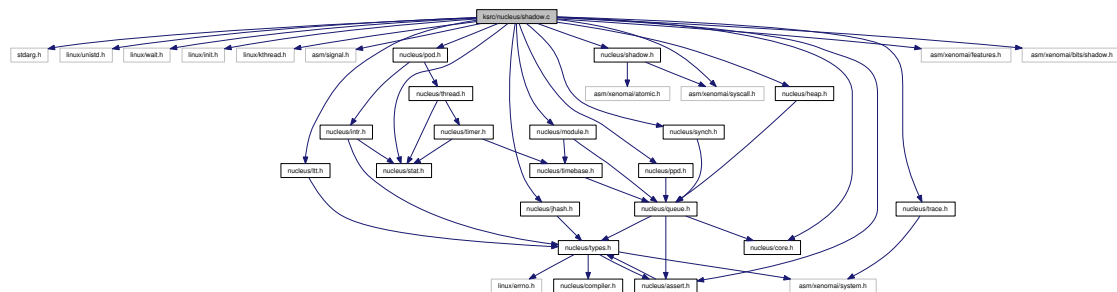 ksrc/nucleus/shadow.c
stdarg.h
linux/unistd.h
linux/wait.h
linux/init.h
linux/kthread.h
asm/signal.h
nucleus/pod.h
nucleus/shadow.h
asm/xenomai/features.h
asm/xenomai/bits/shadow.h
nucleus/thread.h
asm/xenomai/atomic.h
asm/xenomai/syscall.h
nucleus/heap.h
nucleus/intr.h
nucleus/timer.h
nucleus/module.h
nucleus/synch.h
nucleus/ltt.h
nucleus/stat.h
nucleus/timebase.h
nucleus/ppd.h
nucleus/jhash.h
nucleus/queue.h
nucleus/trace.h
nucleus/types.h
nucleus/core.h
linux/errno.h
nucleus/compiler.h
nucleus/assert.h
asm/xenomai/system.h